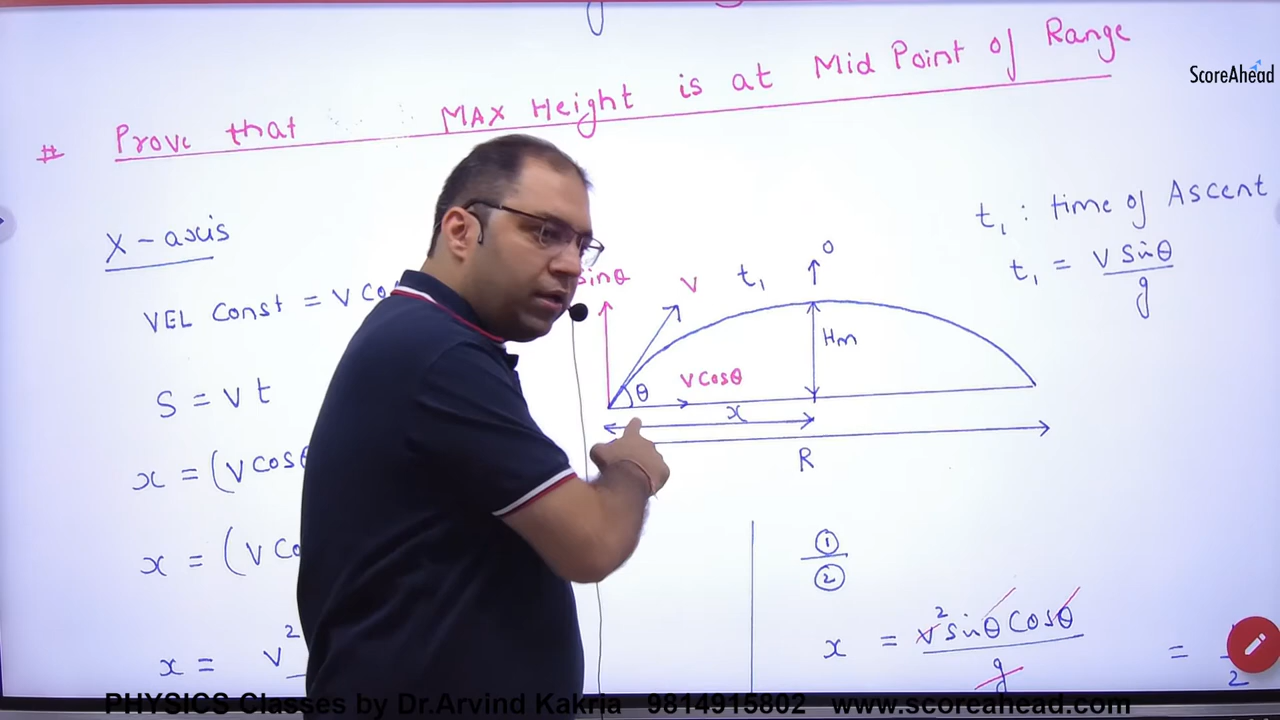 # Prove that MAX Height is at Mid Point of Range
ScoreAhead
X-axis
VEL Const = V Co
S = V t
x = (V Cosθ
x = (V Co
x = V²
t₁ : time of Ascent
t₁ = V Sinθ / g
Sinθ
V
t₁
0
Hm
θ
V Cosθ
x
R
①
②
x = V² Sinθ Cosθ / g = 2
PHYSICS Classes by Dr.Arvind Kakria 9814915802 www.scoreahead.com